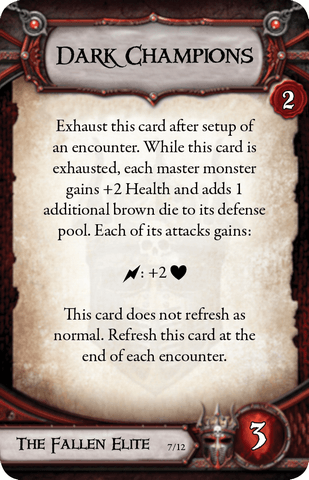 DARK CHAMPIONS
2
Exhaust this card after setup of
an encounter. While this card is
exhausted, each master monster
gains +2 Health and adds 1
additional brown die to its defense
pool. Each of its attacks gains:
: +2
This card does not refresh as
normal. Refresh this card at the
end of each encounter.
THE FALLEN ELITE 7/12
3